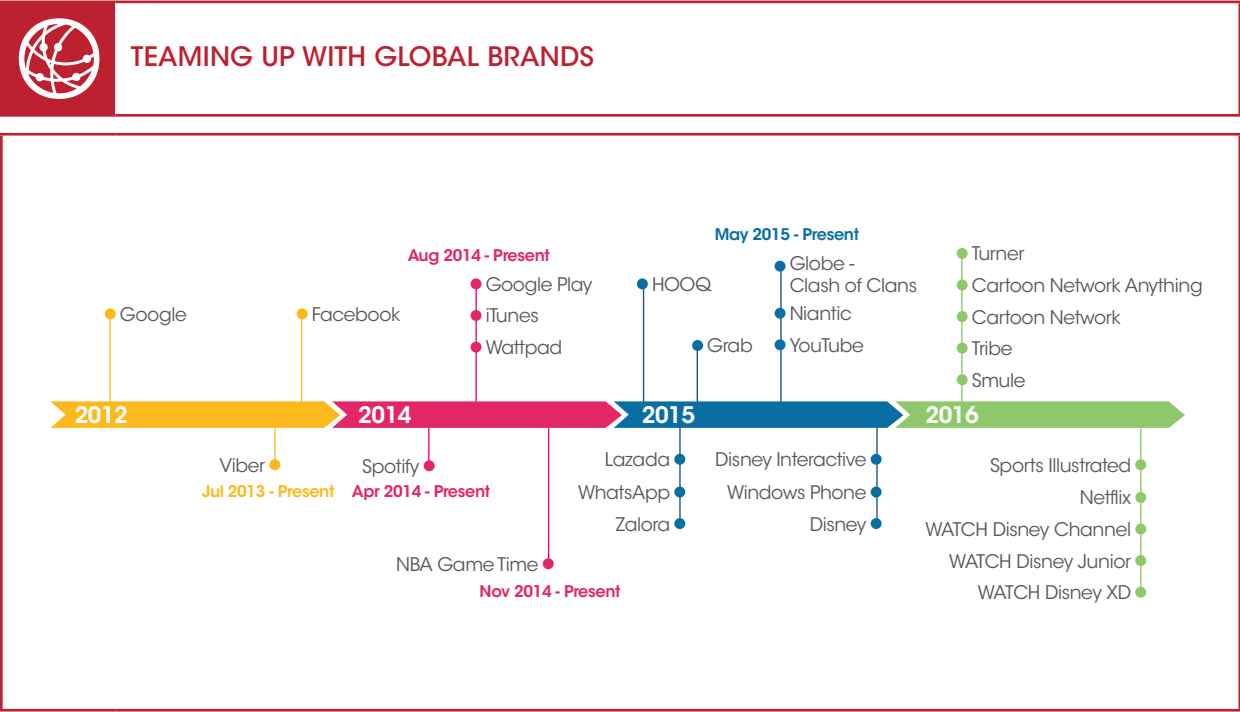 TEAMING UP WITH GLOBAL BRANDS
Google
Facebook
Aug 2014 - Present
Google Play
iTunes
Wattpad
HOOQ
Grab
May 2015 - Present
Globe -
Clash of Clans
Niantic
YouTube
Turner
Cartoon Network Anything
Cartoon Network
Tribe
Smule
2012
2014
2015
2016
Viber
Jul 2013 - Present
Spotify
Apr 2014 - Present
NBA Game Time
Nov 2014 - Present
Lazada
WhatsApp
Zalora
Disney Interactive
Windows Phone
Disney
Sports Illustrated
Netflix
WATCH Disney Channel
WATCH Disney Junior
WATCH Disney XD